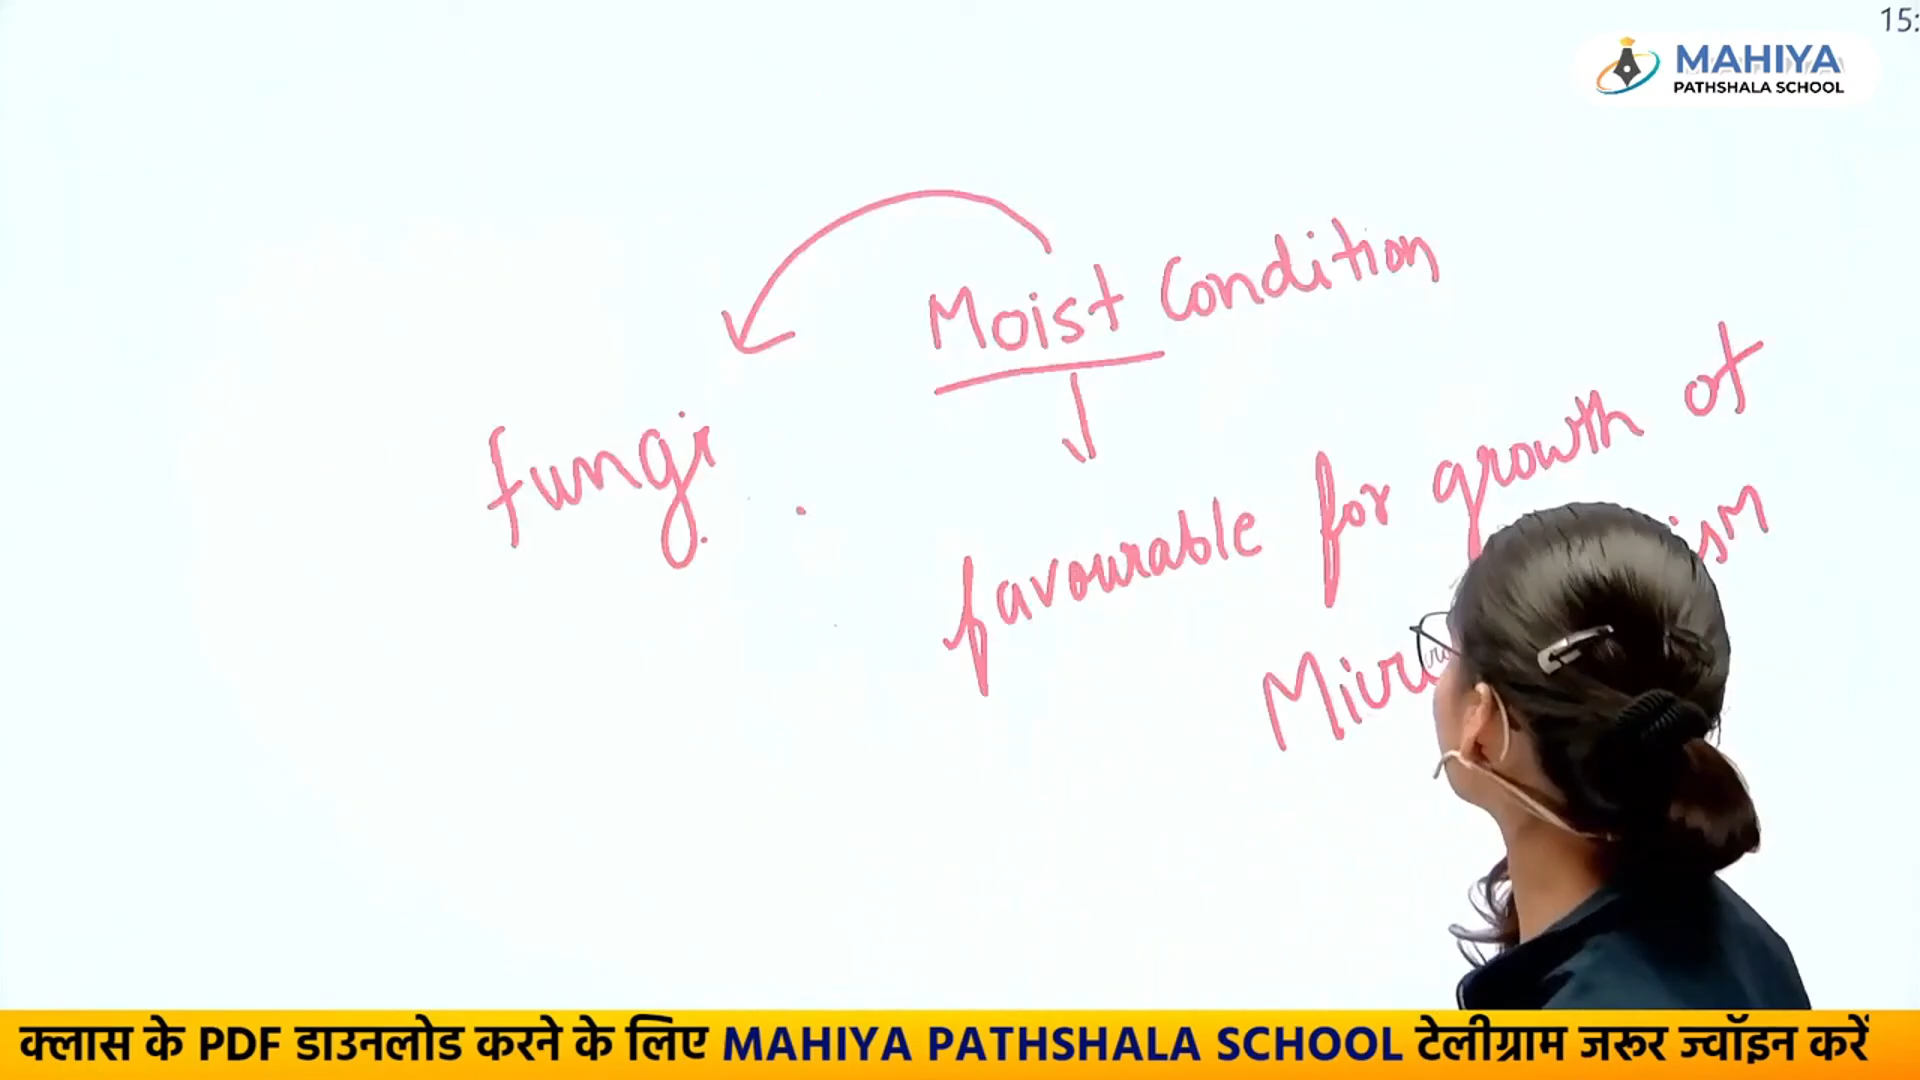 15:
MAHIYA
PATHSHALA SCHOOL
Moist Condition
fungi
favourable for growth of
क्लास के PDF डाउनलोड करने के लिए MAHIYA PATHSHALA SCHOOL टेलीग्राम जरूर ज्वॉइन करें